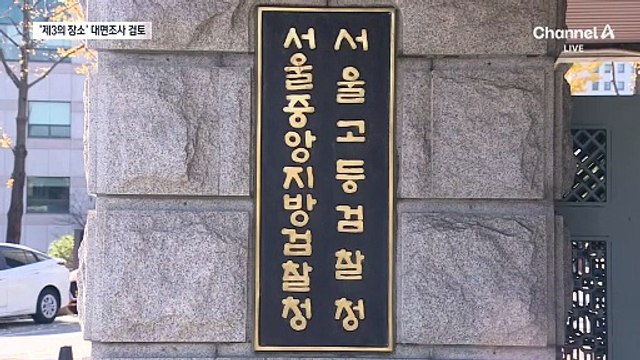 '제3의 장소' 대면조사 검토
Channel A
LIVE
서울고등검찰청
서울중앙지방검찰청